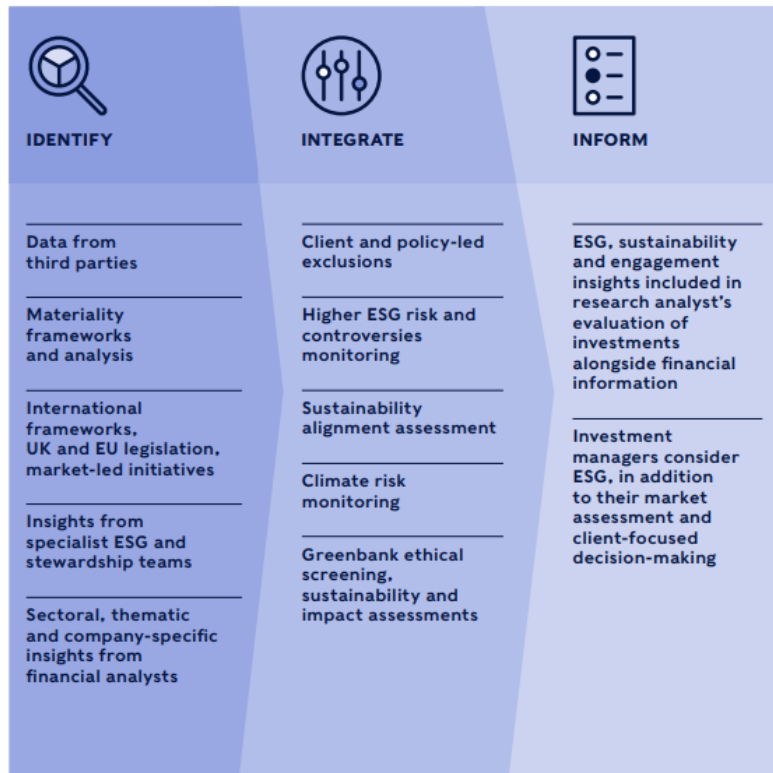 IDENTIFY
Data from
third parties
Materiality
frameworks
and analysis
International
frameworks,
UK and EU legislation,
market-led initiatives
Insights from
specialist ESG and
stewardship teams
Sectoral, thematic
and company-specific
insights from
financial analysts
INTEGRATE
Client and policy-led
exclusions
Higher ESG risk and
controversies
monitoring
Sustainability
alignment assessment
Climate risk
monitoring
Greenbank ethical
screening,
sustainability and
impact assessments
INFORM
ESG, sustainability
and engagement
insights included in
research analyst's
evaluation of
investments
alongside financial
information
Investment
managers consider
ESG, in addition
to their market
assessment and
client-focused
decision-making